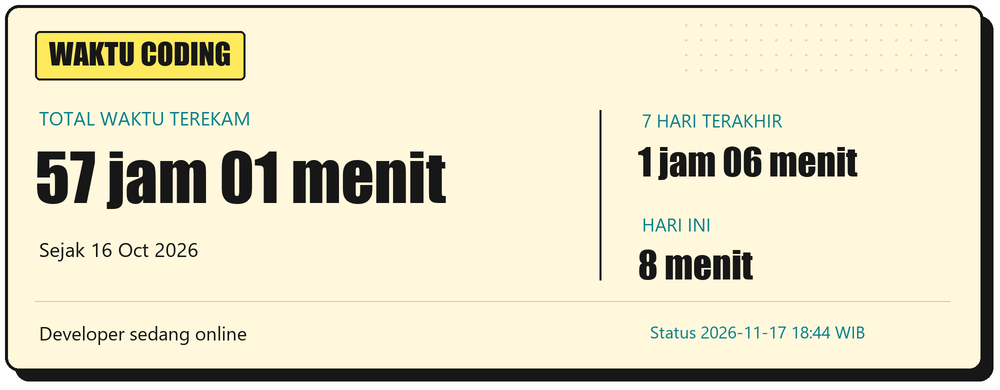 WAKTU CODING
TOTAL WAKTU TEREKAM
57 jam 01 menit
Sejak 16 Oct 2026
7 HARI TERAKHIR
1 jam 06 menit
HARI INI
8 menit
Developer sedang online
Status 2026-11-17 18:44 WIB